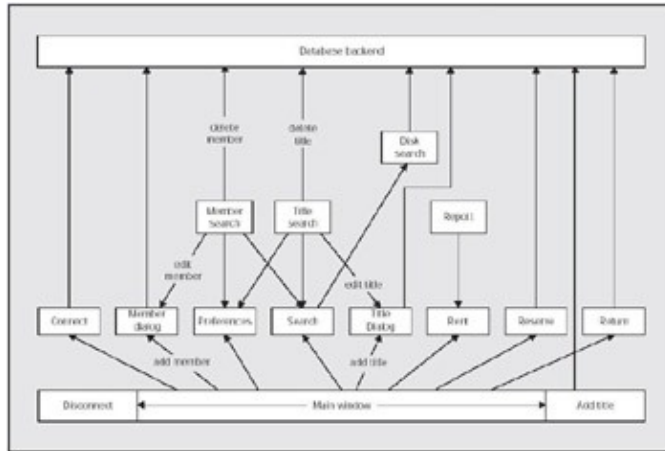 Database backend
delete
member
delete
title
Disk
search
Member
search
Title
search
Report
edit
member
edit title
Connect
Member
dialog
Preferences
Search
Title
Dialog
Rent
Reserve
Return
add member
add title
Disconnect
Main window
Add title